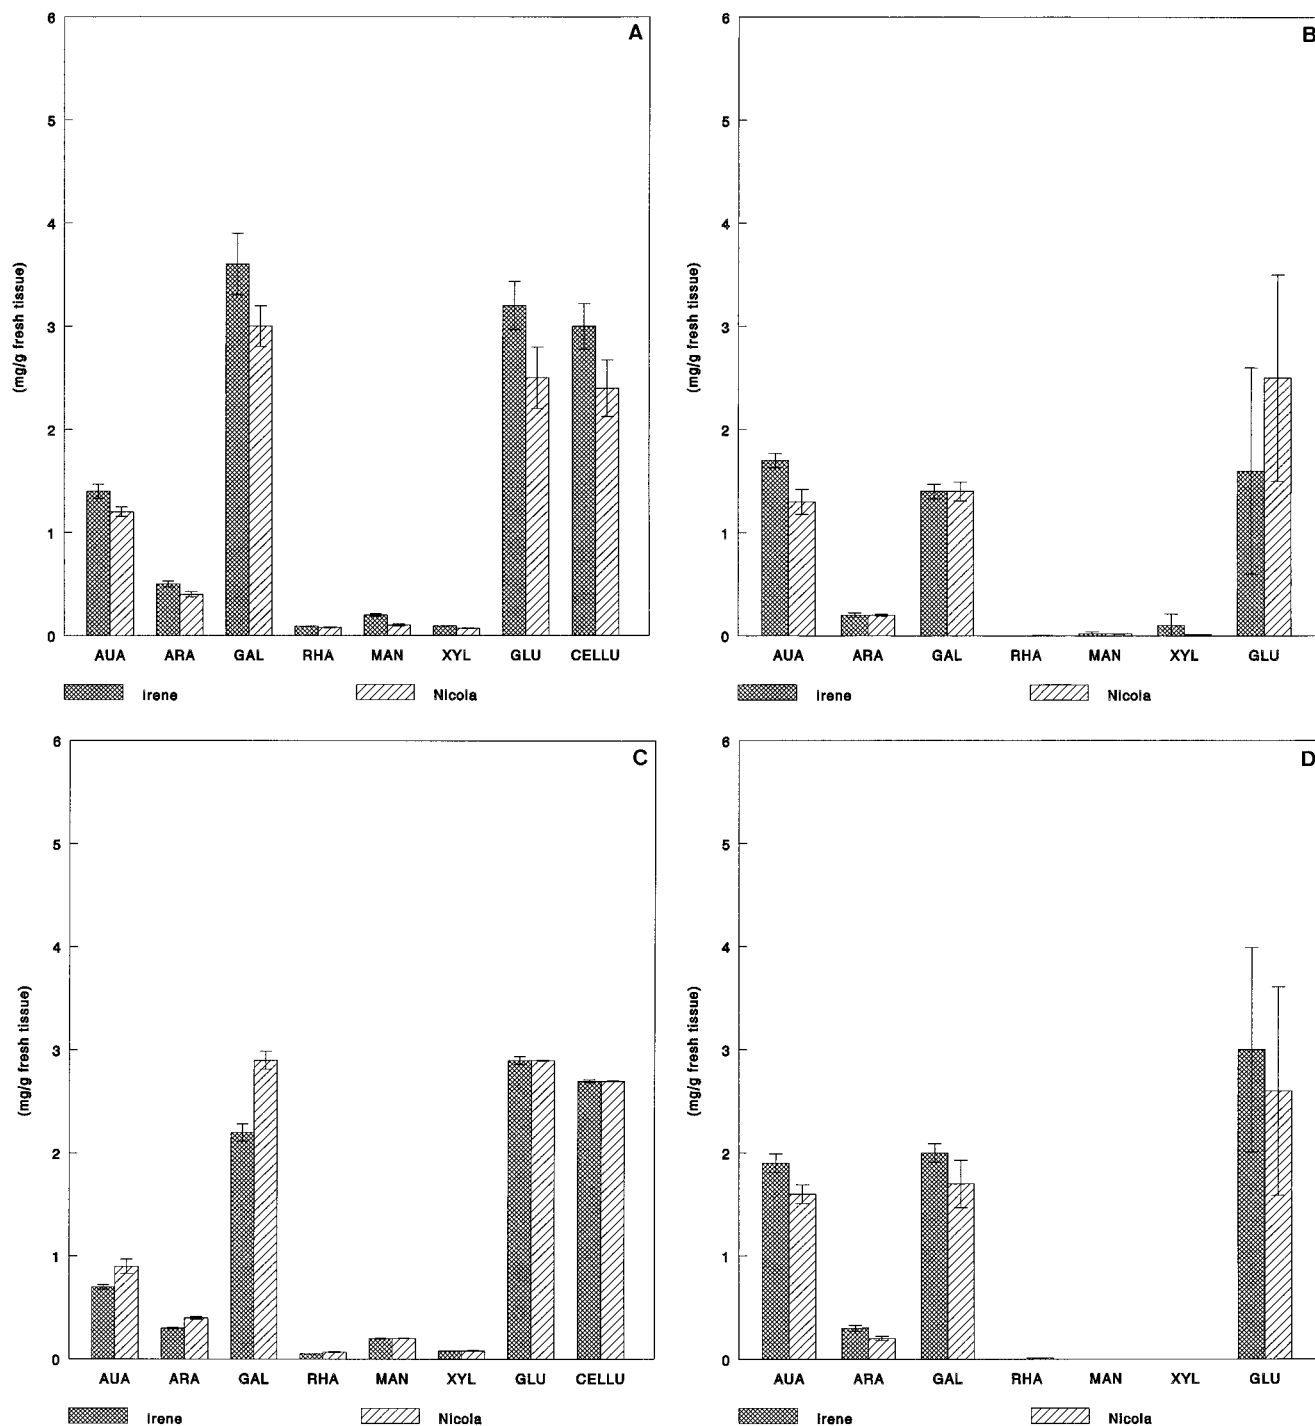 A
6
5
4
3
2
1
0
(mg/g fresh tissue)
AUA ARA GAL RHA MAN XYL GLU CELLU
Irene Nicola
B
6
5
4
3
2
1
0
(mg/g fresh tissue)
AUA ARA GAL RHA MAN XYL GLU
Irene Nicola
C
6
5
4
3
2
1
0
(mg/g fresh tissue)
AUA ARA GAL RHA MAN XYL GLU CELLU
Irene Nicola
D
6
5
4
3
2
1
0
(mg/g fresh tissue)
AUA ARA GAL RHA MAN XYL GLU
Irene Nicola